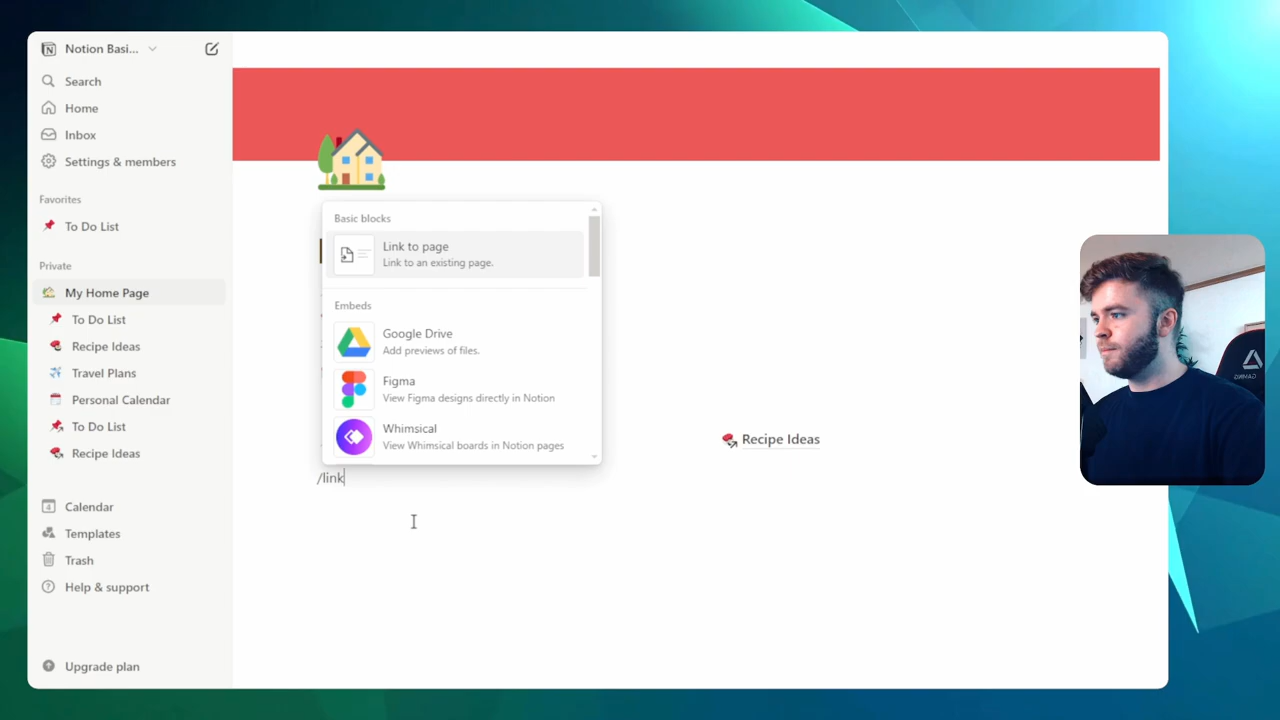 Notion Basi...
Search
Home
Inbox
Settings & members
Favorites
To Do List
Private
My Home Page
To Do List
Recipe Ideas
Travel Plans
Personal Calendar
To Do List
Recipe Ideas
Calendar
Templates
Trash
Help & support
Upgrade plan
Basic blocks
Link to page
Link to an existing page.
Embeds
Google Drive
Add previews of files.
Figma
View Figma designs directly in Notion
Whimsical
View Whimsical boards in Notion pages
Recipe Ideas
/link